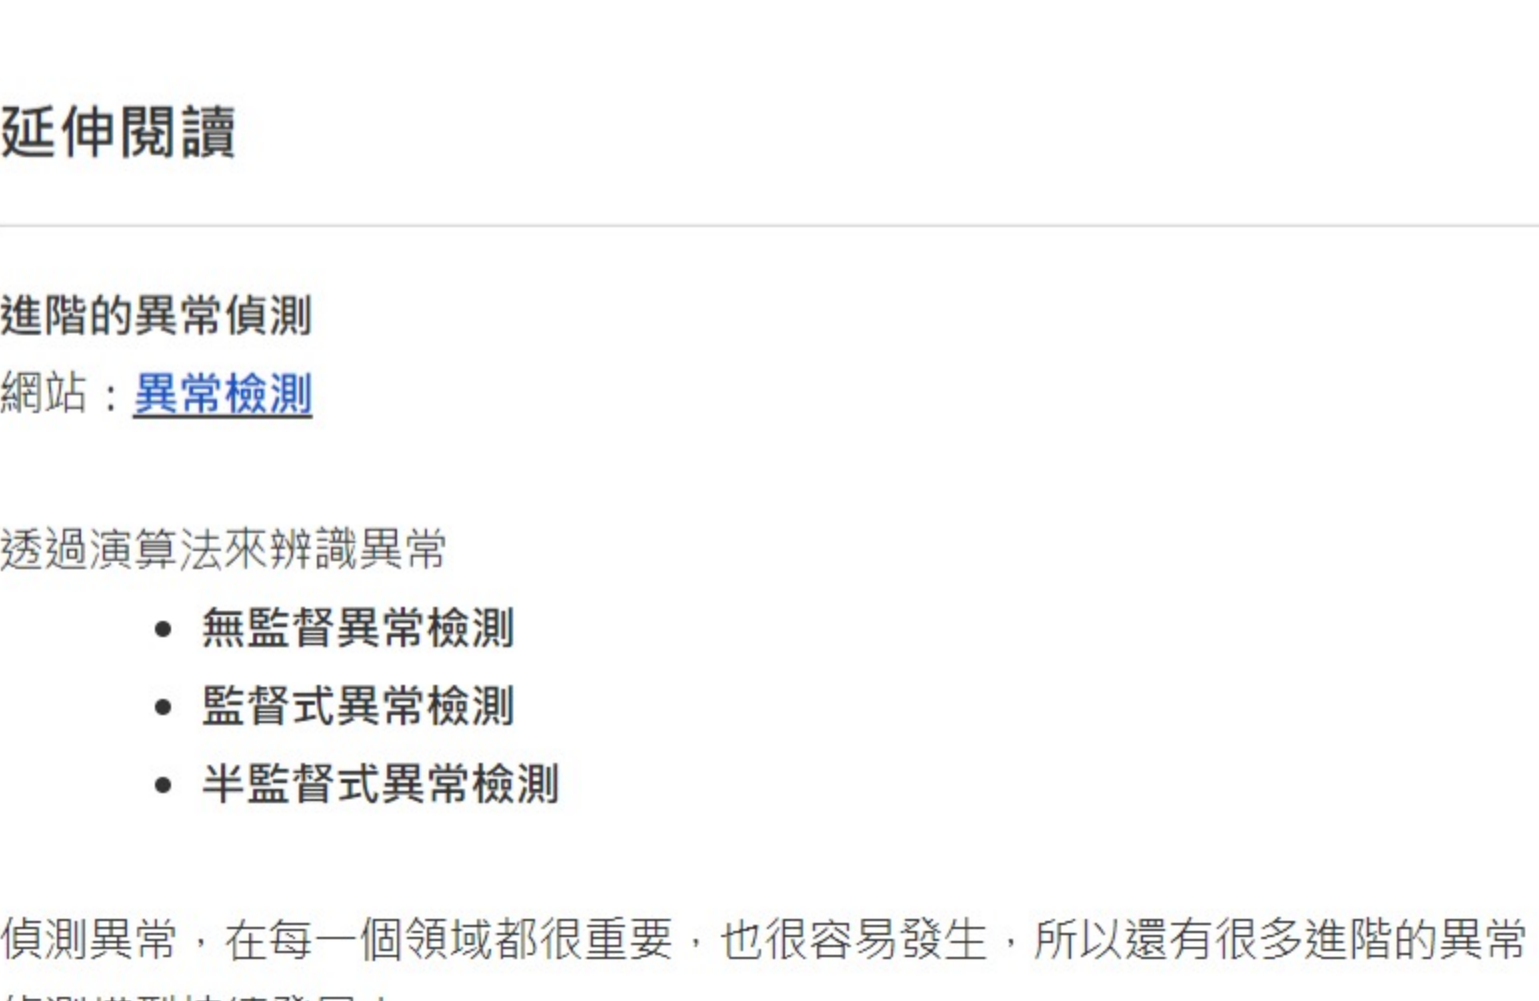 延伸閱讀
進階的異常偵測
網站：異常檢測
透過演算法來辨識異常
• 無監督異常檢測
• 監督式異常檢測
• 半監督式異常檢測
偵測異常，在每一個領域都很重要，也很容易發生，所以還有很多進階的異常